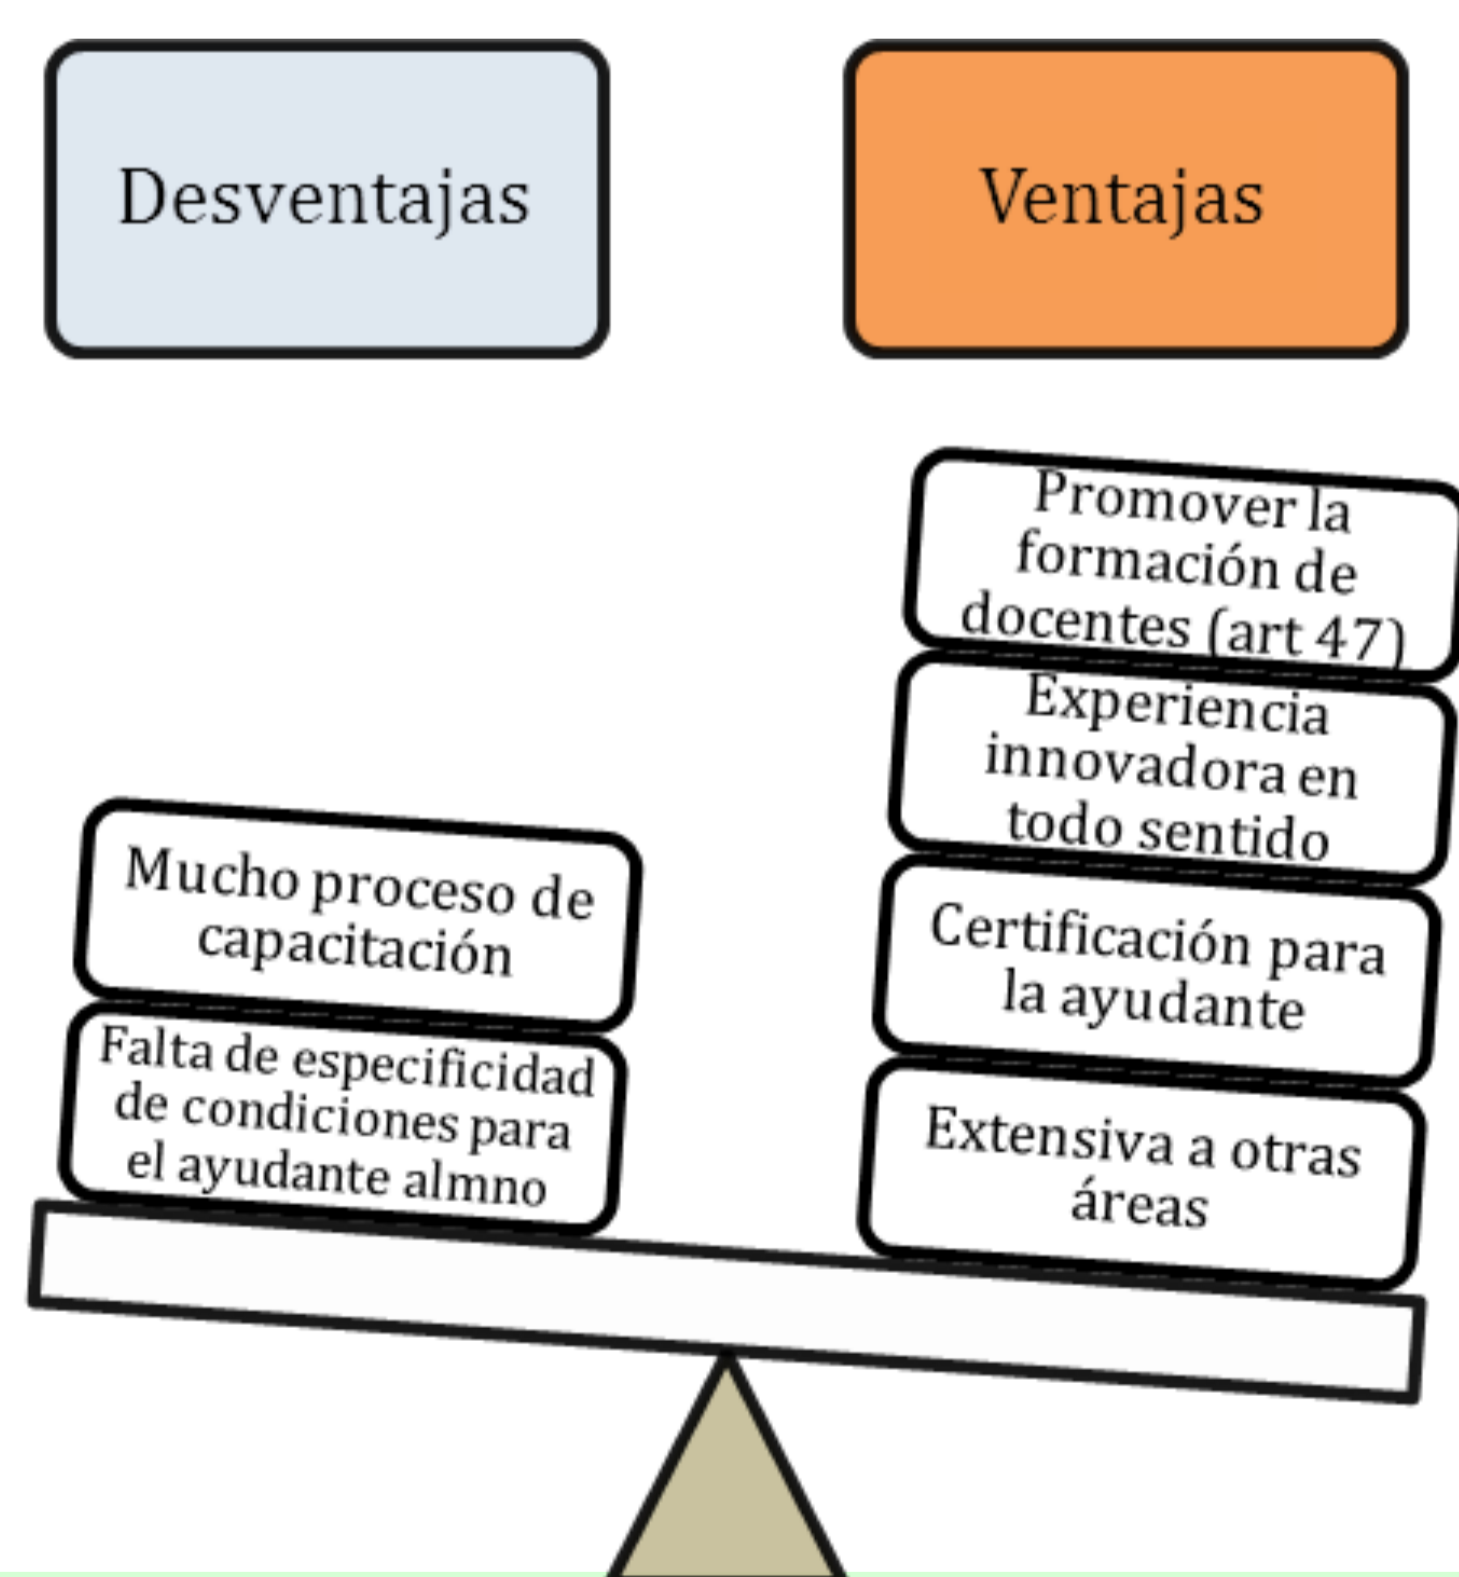 Desventajas
Ventajas
Mucho proceso de
capacitación
Falta de especificidad
de condiciones para
el ayudante almno
Promover la
formación de
docentes (art 47)
Experiencia
innovadora en
todo sentido
Certificación para
la ayudante
Extensiva a otras
áreas